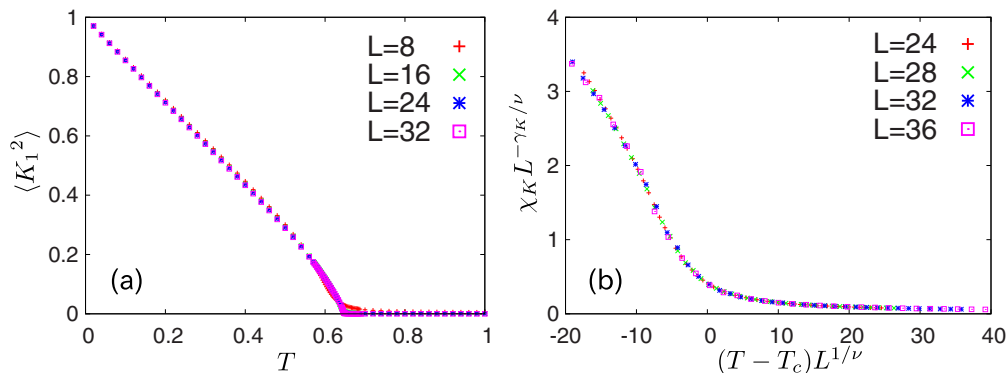 1
0.8
0.6
0.4
0.2
0
0
0.2
0.4
0.6
0.8
1
⟨K₁²⟩
T
L=8
L=16
L=24
L=32
(a)
4
3
2
1
0
-20
-10
0
10
20
30
40
χ_K L^{-γ_K/ν}
(T − T_c)L^{1/ν}
L=24
L=28
L=32
L=36
(b)